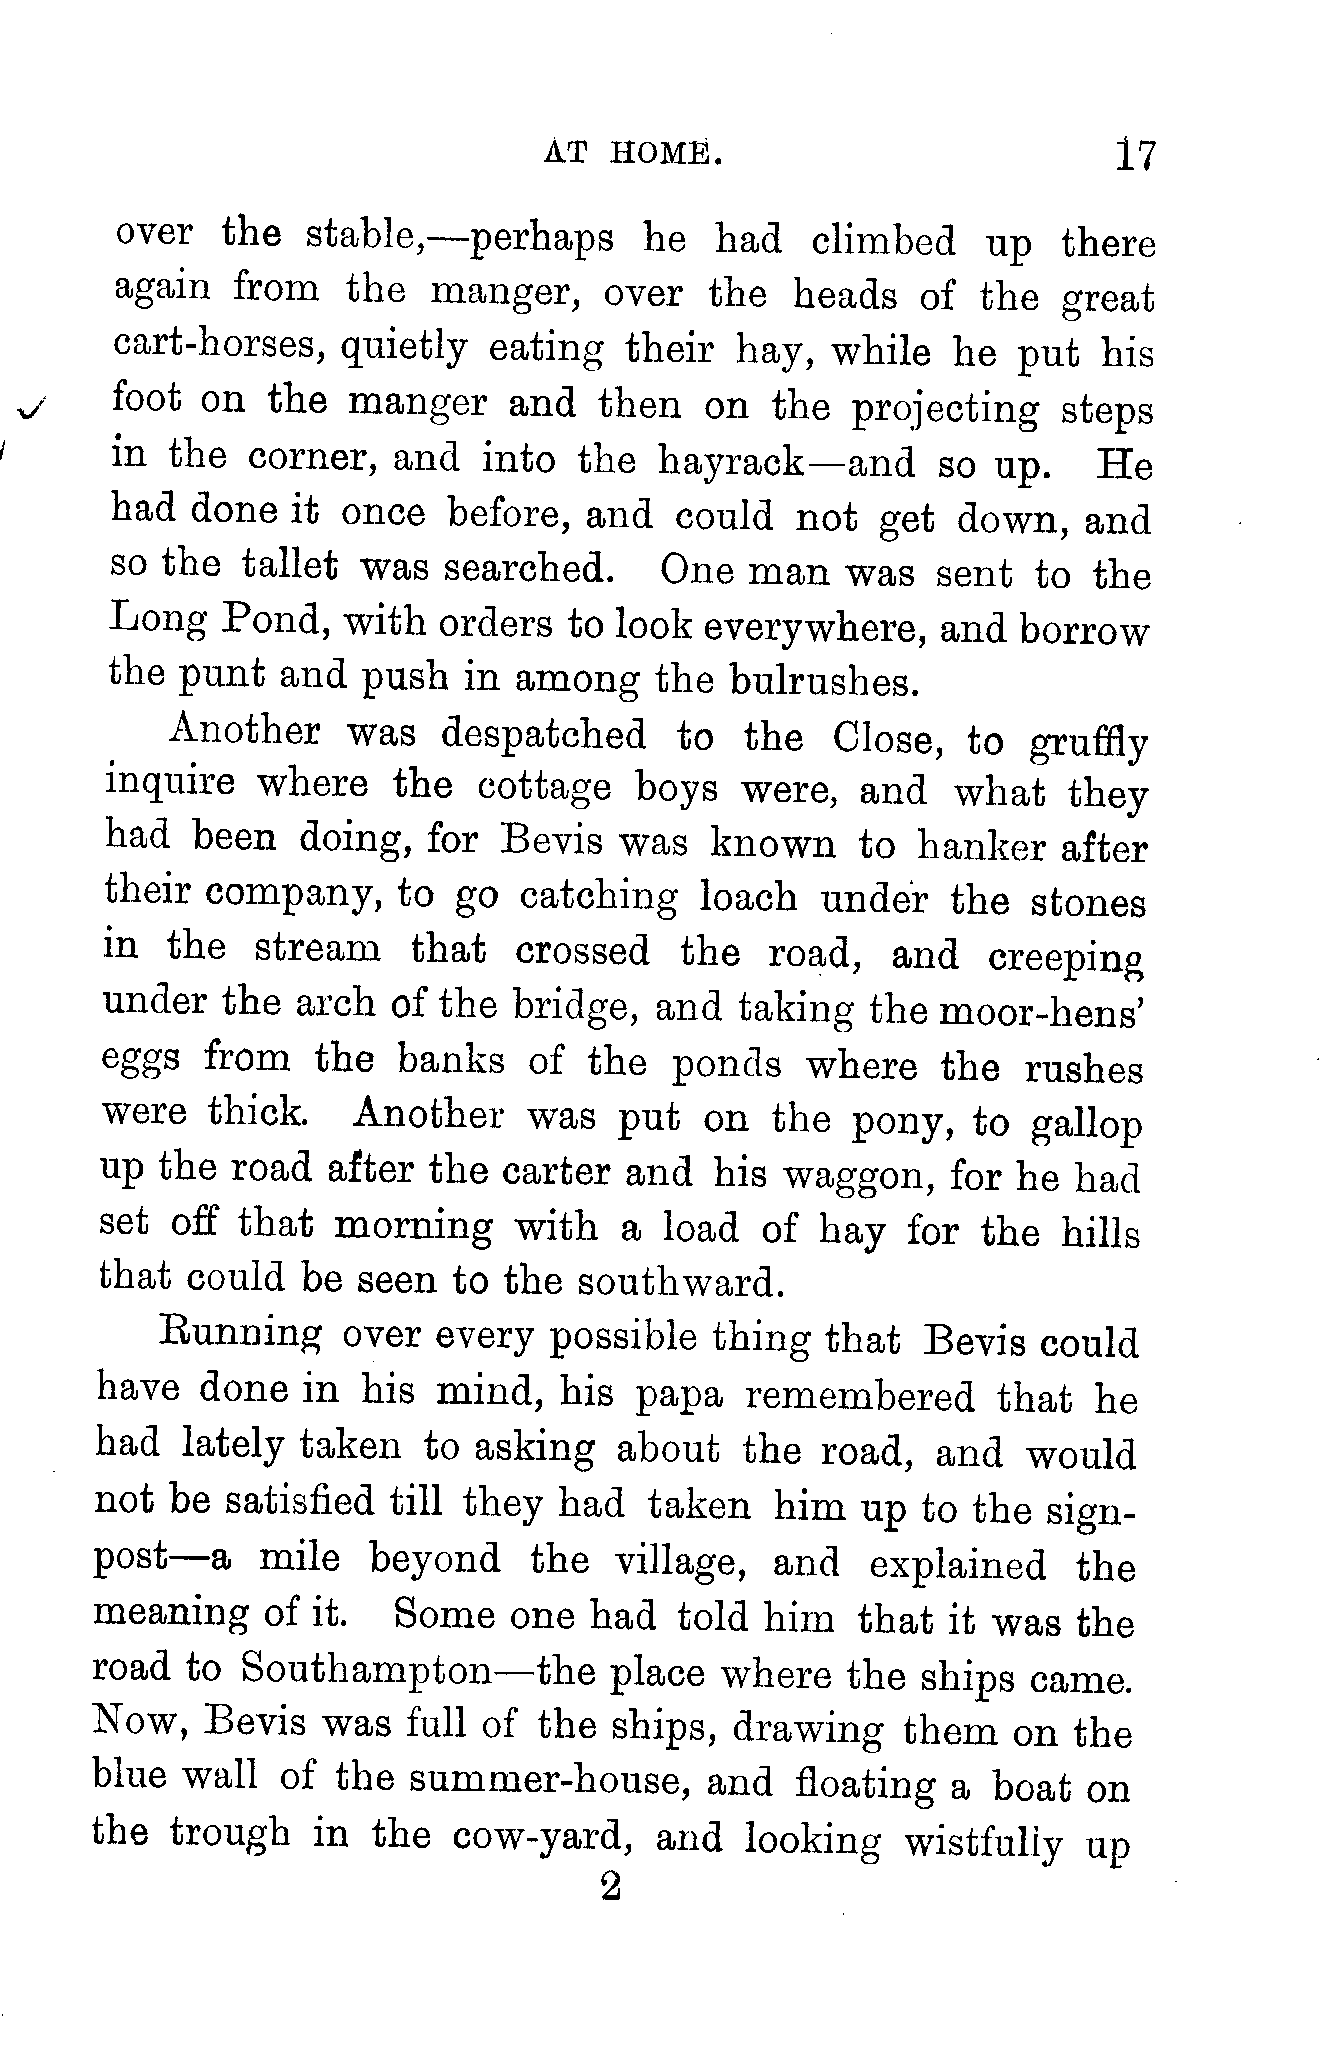 AT HOME. 17
over the stable,—perhaps he had climbed up there
again from the manger, over the heads of the great
cart-horses, quietly eating their hay, while he put his
foot on the manger and then on the projecting steps
in the corner, and into the hayrack—and so up. He
had done it once before, and could not get down, and
so the tallet was searched. One man was sent to the
Long Pond, with orders to look everywhere, and borrow
the punt and push in among the bulrushes.
Another was despatched to the Close, to gruffly
inquire where the cottage boys were, and what they
had been doing, for Bevis was known to hanker after
their company, to go catching loach under the stones
in the stream that crossed the road, and creeping
under the arch of the bridge, and taking the moor-hens'
eggs from the banks of the ponds where the rushes
were thick. Another was put on the pony, to gallop
up the road after the carter and his waggon, for he had
set off that morning with a load of hay for the hills
that could be seen to the southward.
Running over every possible thing that Bevis could
have done in his mind, his papa remembered that he
had lately taken to asking about the road, and would
not be satisfied till they had taken him up to the sign-
post—a mile beyond the village, and explained the
meaning of it. Some one had told him that it was the
road to Southampton—the place where the ships came.
Now, Bevis was full of the ships, drawing them on the
blue wall of the summer-house, and floating a boat on
the trough in the cow-yard, and looking wistfully up
2